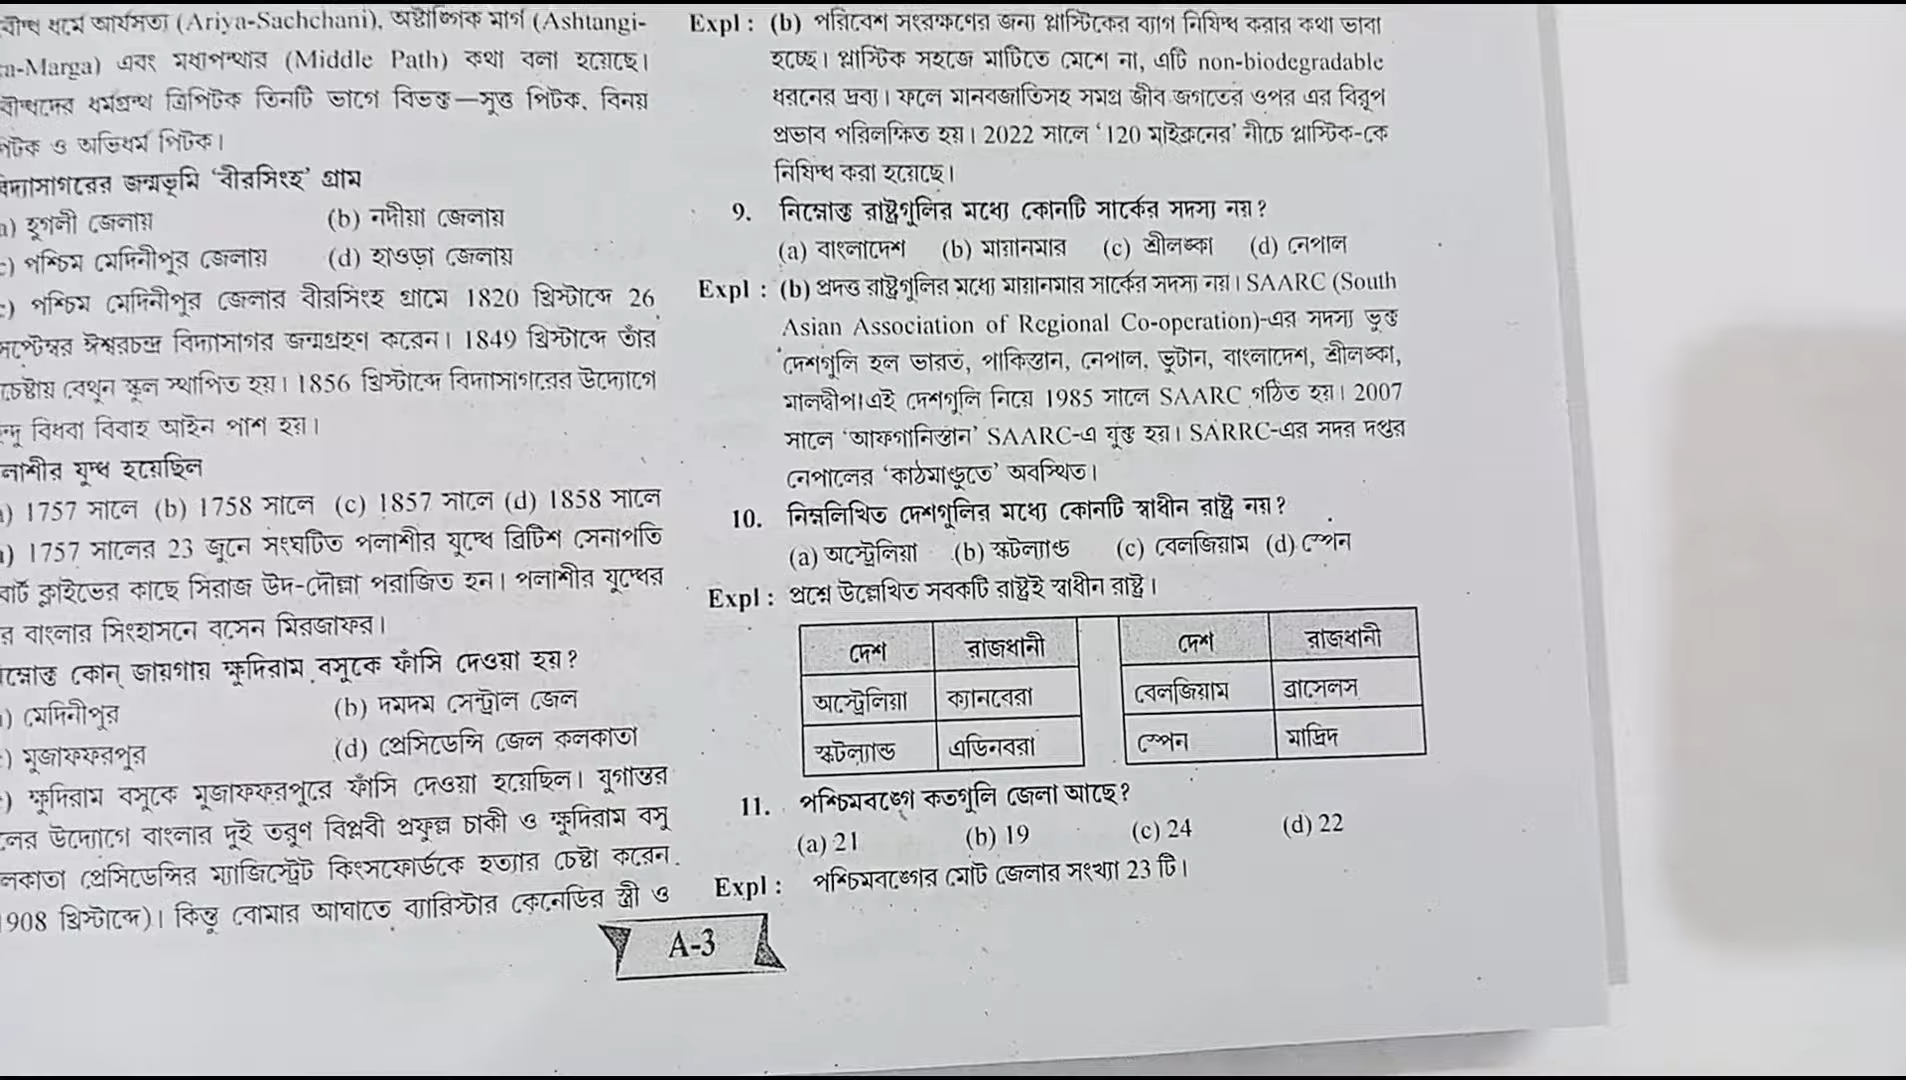 ধর্মে আর্যসত্য (Ariya-Sachchani), অষ্টাঙ্গিক মার্গ (Ashtangi-
a-Marga) এবং মধ্যপন্থার (Middle Path) কথা বলা হয়েছে।
ধর্মগ্রন্থ ত্রিপিটক তিনটি ভাগে বিভক্ত—সুত্ত পিটক, বিনয়
পিটক ও অভিধর্ম পিটক।
বিদ্যাসাগরের জন্মভূমি ‘বীরসিংহ’ গ্রাম
a) হুগলী জেলায় (b) নদীয়া জেলায়
c) পশ্চিম মেদিনীপুর জেলায় (d) হাওড়া জেলায়
c) পশ্চিম মেদিনীপুর জেলার বীরসিংহ গ্রামে 1820 খ্রিস্টাব্দে 26
সেপ্টেম্বর ঈশ্বরচন্দ্র বিদ্যাসাগর জন্মগ্রহণ করেন। 1849 খ্রিস্টাব্দে তাঁর
চেষ্টায় বেথুন স্কুল স্থাপিত হয়। 1856 খ্রিস্টাব্দে বিদ্যাসাগরের উদ্যোগে
ন্দু বিধবা বিবাহ আইন পাশ হয়।
লাশীর যুদ্ধ হয়েছিল
a) 1757 সালে (b) 1758 সালে (c) 1857 সালে (d) 1858 সালে
a) 1757 সালের 23 জুনে সংঘটিত পলাশীর যুদ্ধে ব্রিটিশ সেনাপতি
বার্ট ক্লাইভের কাছে সিরাজ উদ-দৌল্লা পরাজিত হন। পলাশীর যুদ্ধের
র বাংলার সিংহাসনে বসেন মিরজাফর।
ম্নোক্ত কোন্ জায়গায় ক্ষুদিরাম বসুকে ফাঁসি দেওয়া হয়?
a) মেদিনীপুর (b) দমদম সেন্ট্রাল জেল
c) মুজাফফরপুর (d) প্রেসিডেন্সি জেল কলকাতা
c) ক্ষুদিরাম বসুকে মুজাফফরপুরে ফাঁসি দেওয়া হয়েছিল। যুগান্তর
লের উদ্যোগে বাংলার দুই তরুণ বিপ্লবী প্রফুল্ল চাকী ও ক্ষুদিরাম বসু
লকাতা প্রেসিডেন্সির ম্যাজিস্ট্রেট কিংসফোর্ডকে হত্যার চেষ্টা করেন
1908 খ্রিস্টাব্দে)। কিন্তু বোমার আঘাতে ব্যারিস্টার কেনেডির স্ত্রী ও
Expl : (b) পরিবেশ সংরক্ষণের জন্য প্লাস্টিকের ব্যাগ নিষিদ্ধ করার কথা ভাবা
হচ্ছে। প্লাস্টিক সহজে মাটিতে মেশে না, এটি non-biodegradable
ধরনের দ্রব্য। ফলে মানবজাতিসহ সমগ্র জীব জগতের ওপর এর বিরূপ
প্রভাব পরিলক্ষিত হয়। 2022 সালে ‘120 মাইক্রনের’ নীচে প্লাস্টিক-কে
নিষিদ্ধ করা হয়েছে।
9. নিম্নোক্ত রাষ্ট্রগুলির মধ্যে কোনটি সার্কের সদস্য নয়?
(a) বাংলাদেশ (b) মায়ানমার (c) শ্রীলঙ্কা (d) নেপাল
Expl : (b) প্রদত্ত রাষ্ট্রগুলির মধ্যে মায়ানমার সার্কের সদস্য নয়। SAARC (South
Asian Association of Regional Co-operation)-এর সদস্য ভুক্ত
দেশগুলি হল ভারত, পাকিস্তান, নেপাল, ভুটান, বাংলাদেশ, শ্রীলঙ্কা,
মালদ্বীপ।এই দেশগুলি নিয়ে 1985 সালে SAARC গঠিত হয়। 2007
সালে ‘আফগানিস্তান’ SAARC-এ যুক্ত হয়। SARRC-এর সদর দপ্তর
নেপালের ‘কাঠমাণ্ডুতে’ অবস্থিত।
10. নিম্নলিখিত দেশগুলির মধ্যে কোনটি স্বাধীন রাষ্ট্র নয়?
(a) অস্ট্রেলিয়া (b) স্কটল্যাণ্ড (c) বেলজিয়াম (d) স্পেন
Expl : প্রশ্নে উল্লেখিত সবকটি রাষ্ট্রই স্বাধীন রাষ্ট্র।
দেশ রাজধানী দেশ রাজধানী
অস্ট্রেলিয়া ক্যানবেরা বেলজিয়াম ব্রাসেলস
স্কটল্যান্ড এডিনবরা স্পেন মাদ্রিদ
11. পশ্চিমবঙ্গে কতগুলি জেলা আছে?
(a) 21 (b) 19 (c) 24 (d) 22
Expl : পশ্চিমবঙ্গের মোট জেলার সংখ্যা 23 টি।
A-3